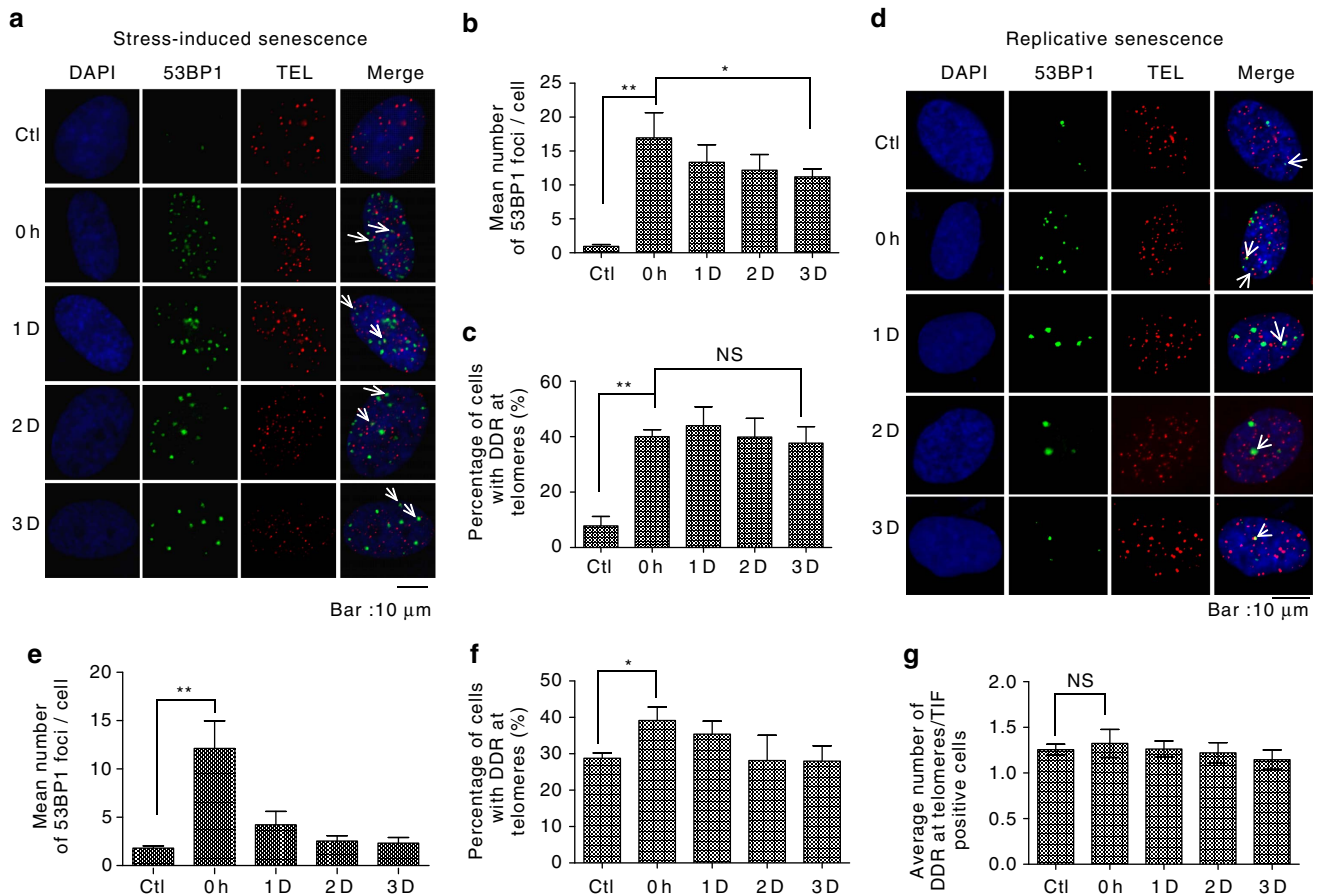 a
Stress-induced senescence
DAPI 53BP1 TEL Merge
Ctl
0 h
1 D
2 D
3 D
Bar :10 μm
b
Mean number
of 53BP1 foci / cell
25
20
15
10
5
0
**
*
Ctl 0 h 1 D 2 D 3 D
c
Percentage of cells
with DDR at
telomeres (%)
60
40
20
0
**
NS
Ctl 0h 1 D 2 D 3 D
d
Replicative senescence
DAPI 53BP1 TEL Merge
Ctl
0 h
1 D
2 D
3 D
Bar :10 μm
e
Mean number
of 53BP1 foci / cell
20
15
10
5
0
**
Ctl 0h 1 D 2 D 3 D
f
Percentage of cells
with DDR at
telomeres (%)
50
40
30
20
10
0
*
Ctl 0h 1 D 2 D 3 D
g
Average number of
DDR at telomeres/TIF
positive cells
2.0
1.5
1.0
0.5
0.0
NS
Ctl 0 h 1 D 2 D 3 D